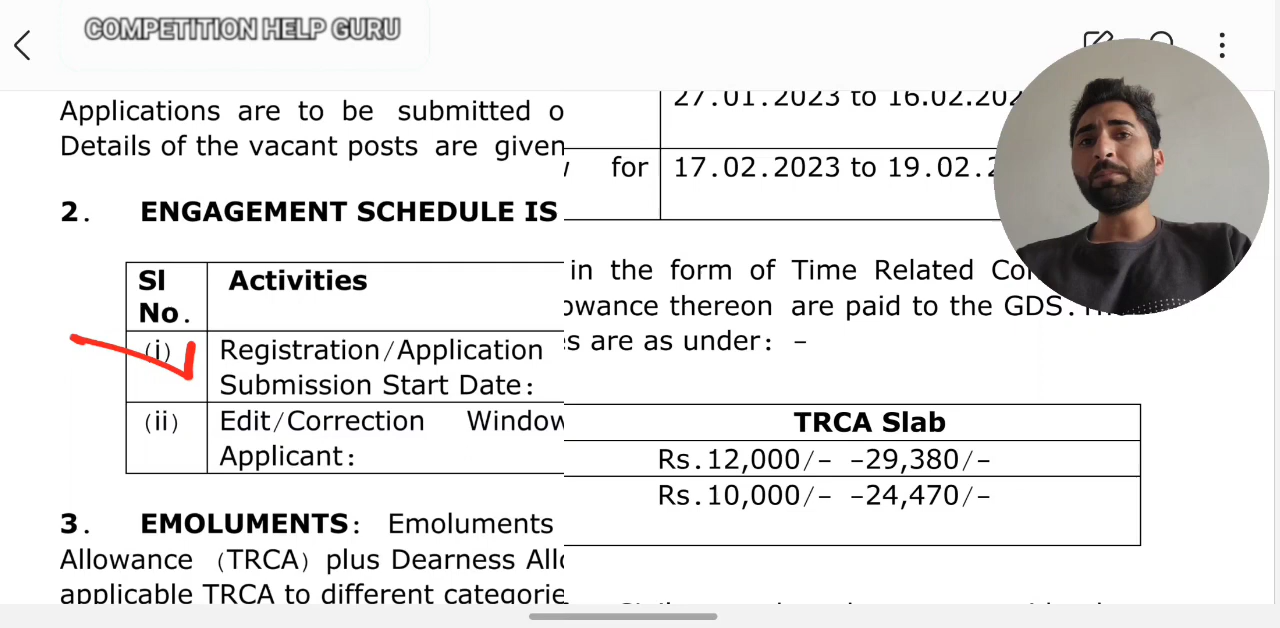 COMPETITION HELP GURU
Applications are to be submitted o
Details of the vacant posts are given
2. ENGAGEMENT SCHEDULE IS
Sl No. Activities
(i) Registration/Application
Submission Start Date:
(ii) Edit/Correction Window
Applicant:
3. EMOLUMENTS: Emoluments
Allowance (TRCA) plus Dearness Allo
applicable TRCA to different categorie
27.01.2023 to 16.02.202
for 17.02.2023 to 19.02.2
in the form of Time Related Co
owance thereon are paid to the GDS.
s are as under: –
TRCA Slab
Rs.12,000/– –29,380/–
Rs.10,000/– –24,470/–